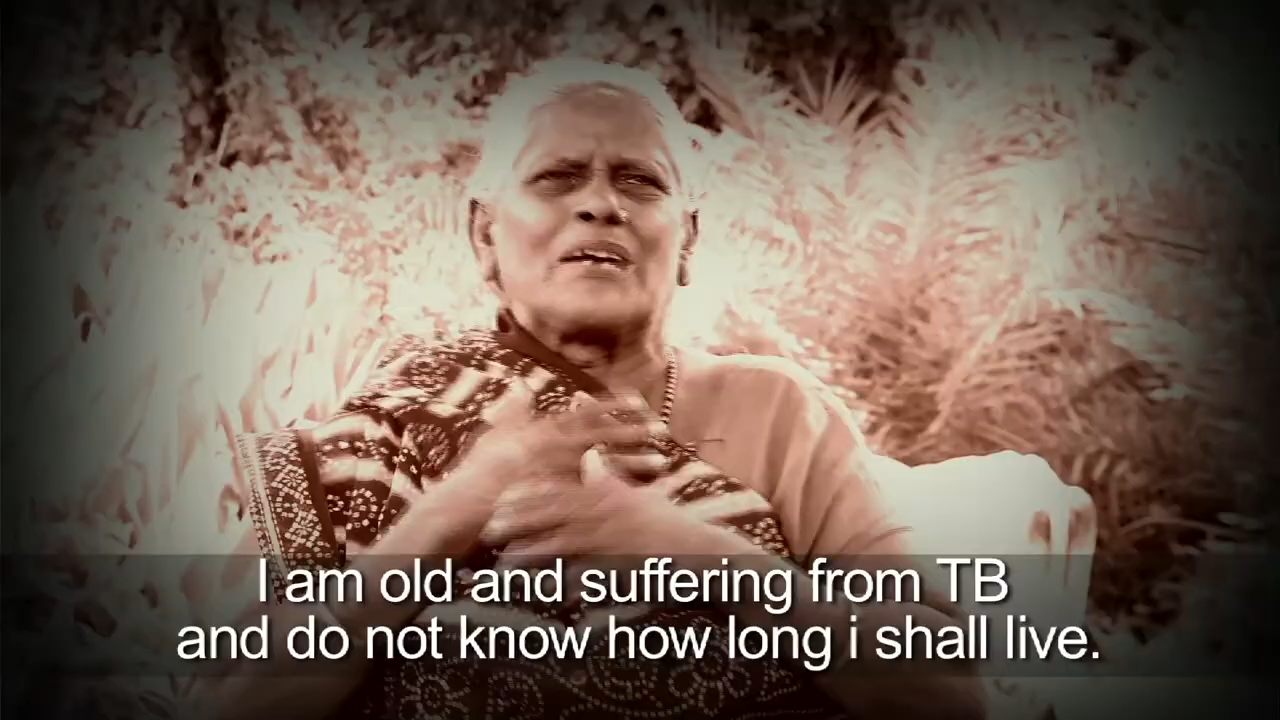 I am old and suffering from TB
and do not know how long i shall live.